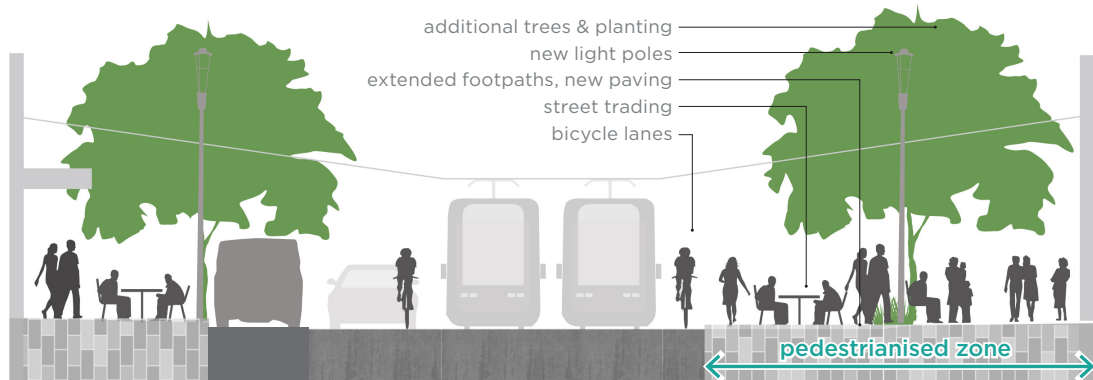 additional trees & planting
new light poles
extended footpaths, new paving
street trading
bicycle lanes
pedestrianised zone